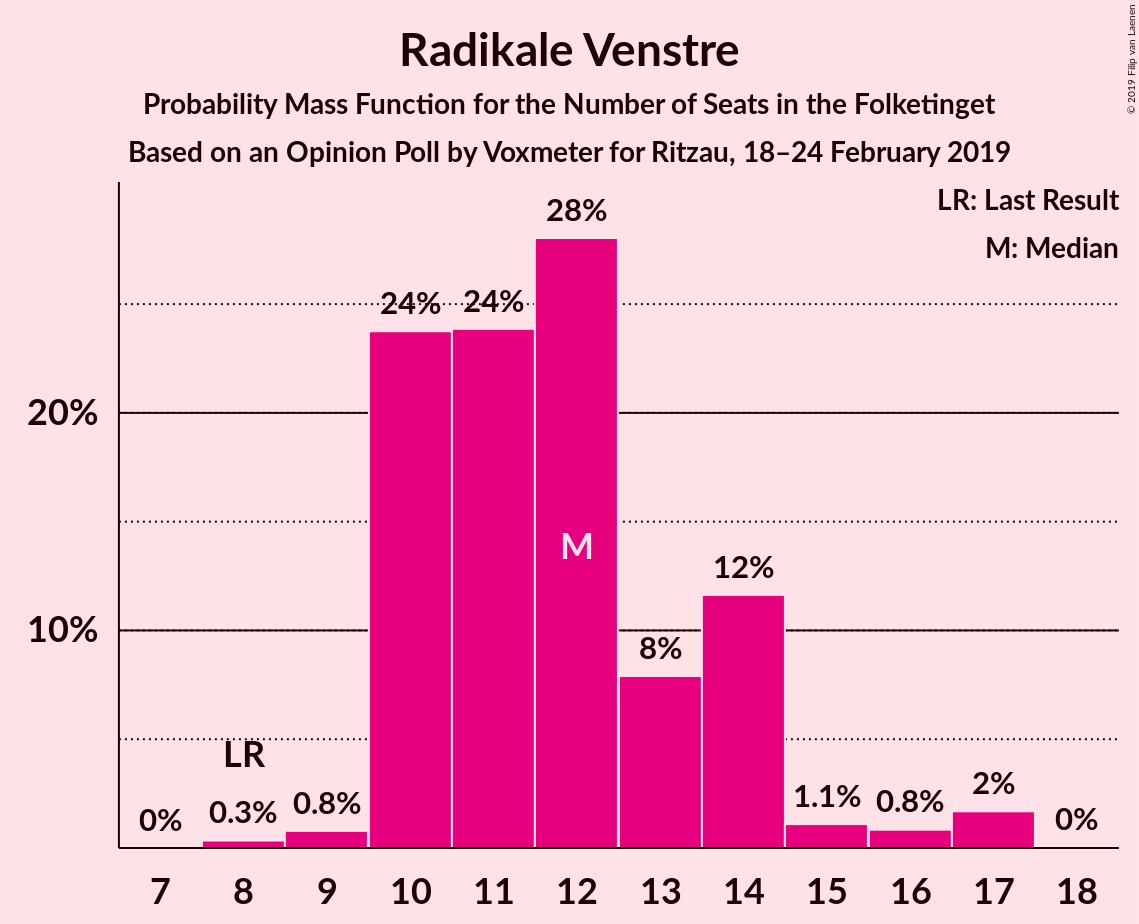 Radikale Venstre
Probability Mass Function for the Number of Seats in the Folketinget
Based on an Opinion Poll by Voxmeter for Ritzau, 18–24 February 2019
© 2019 Filip van Laenen
LR: Last Result
M: Median
28%
24% 24%
20%
M
12%
10%
8%
LR
0% 0.3% 0.8% 1.1% 0.8% 2% 0%
7 8 9 10 11 12 13 14 15 16 17 18